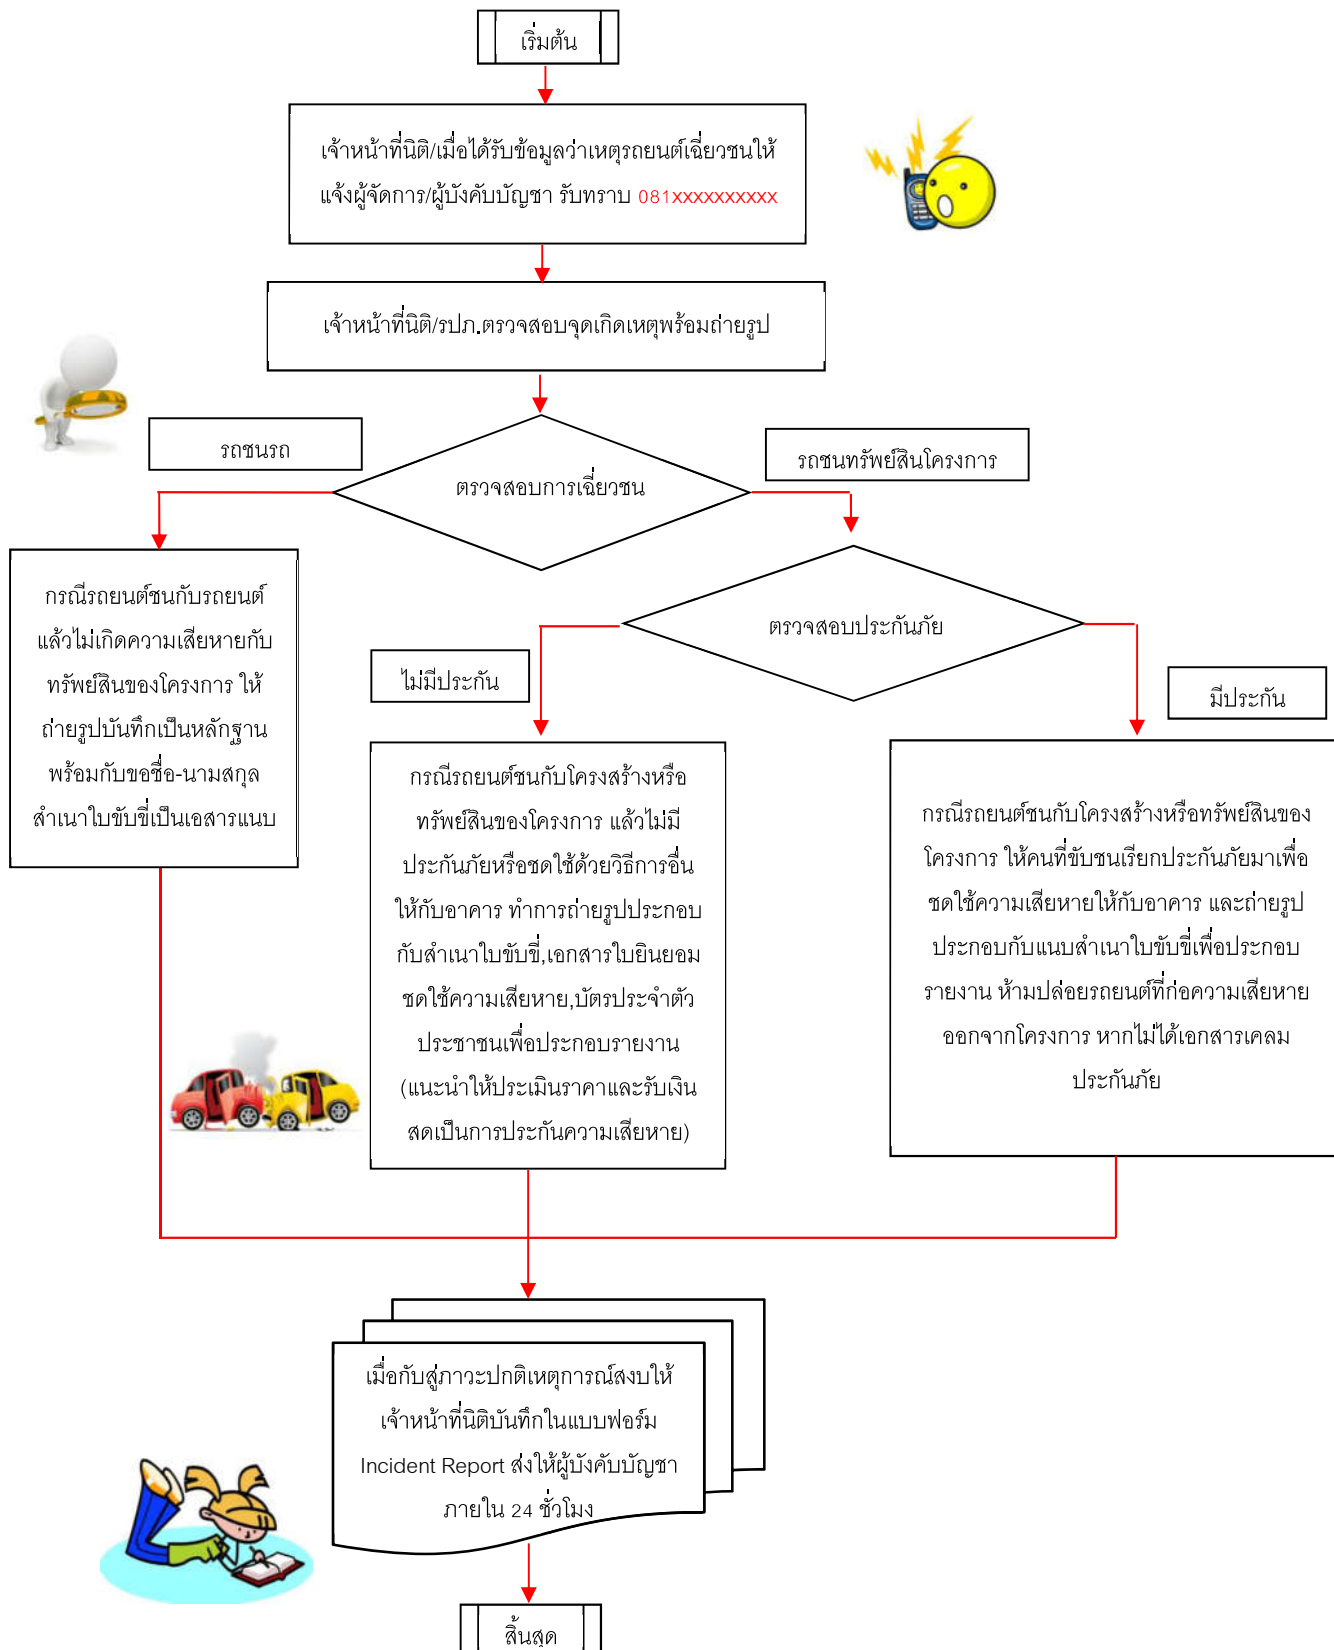 เริ่มต้น
เจ้าหน้าที่นิติ/เมื่อได้รับข้อมูลว่าเหตุรถยนต์เฉี่ยวชนให้
แจ้งผู้จัดการ/ผู้บังคับบัญชา รับทราบ 081xxxxxxxxxx
เจ้าหน้าที่นิติ/รปภ.ตรวจสอบจุดเกิดเหตุพร้อมถ่ายรูป
รถชนรถ
รถชนทรัพย์สินโครงการ
ตรวจสอบการเฉี่ยวชน
กรณีรถยนต์ชนกับรถยนต์
แล้วไม่เกิดความเสียหายกับ
ทรัพย์สินของโครงการ ให้
ถ่ายรูปบันทึกเป็นหลักฐาน
พร้อมกับขอชื่อ-นามสกุล
สำเนาใบขับขี่เป็นเอสารแนบ
ตรวจสอบประกันภัย
ไม่มีประกัน
มีประกัน
กรณีรถยนต์ชนกับโครงสร้างหรือ
ทรัพย์สินของโครงการ แล้วไม่มี
ประกันภัยหรือชดใช้ด้วยวิธีการอื่น
ให้กับอาคาร ทำการถ่ายรูปประกอบ
กับสำเนาใบขับขี่,เอกสารใบยินยอม
ชดใช้ความเสียหาย,บัตรประจำตัว
ประชาชนเพื่อประกอบรายงาน
(แนะนำให้ประเมินราคาและรับเงิน
สดเป็นการประกันความเสียหาย)
กรณีรถยนต์ชนกับโครงสร้างหรือทรัพย์สินของ
โครงการ ให้คนที่ขับชนเรียกประกันภัยมาเพื่อ
ชดใช้ความเสียหายให้กับอาคาร และถ่ายรูป
ประกอบกับแนบสำเนาใบขับขี่เพื่อประกอบ
รายงาน ห้ามปล่อยรถยนต์ที่ก่อความเสียหาย
ออกจากโครงการ หากไม่ได้เอกสารเคลม
ประกันภัย
เมื่อกับสู่ภาวะปกติเหตุการณ์สงบให้
เจ้าหน้าที่นิติบันทึกในแบบฟอร์ม
Incident Report ส่งให้ผู้บังคับบัญชา
ภายใน 24 ชั่วโมง
สิ้นสุด